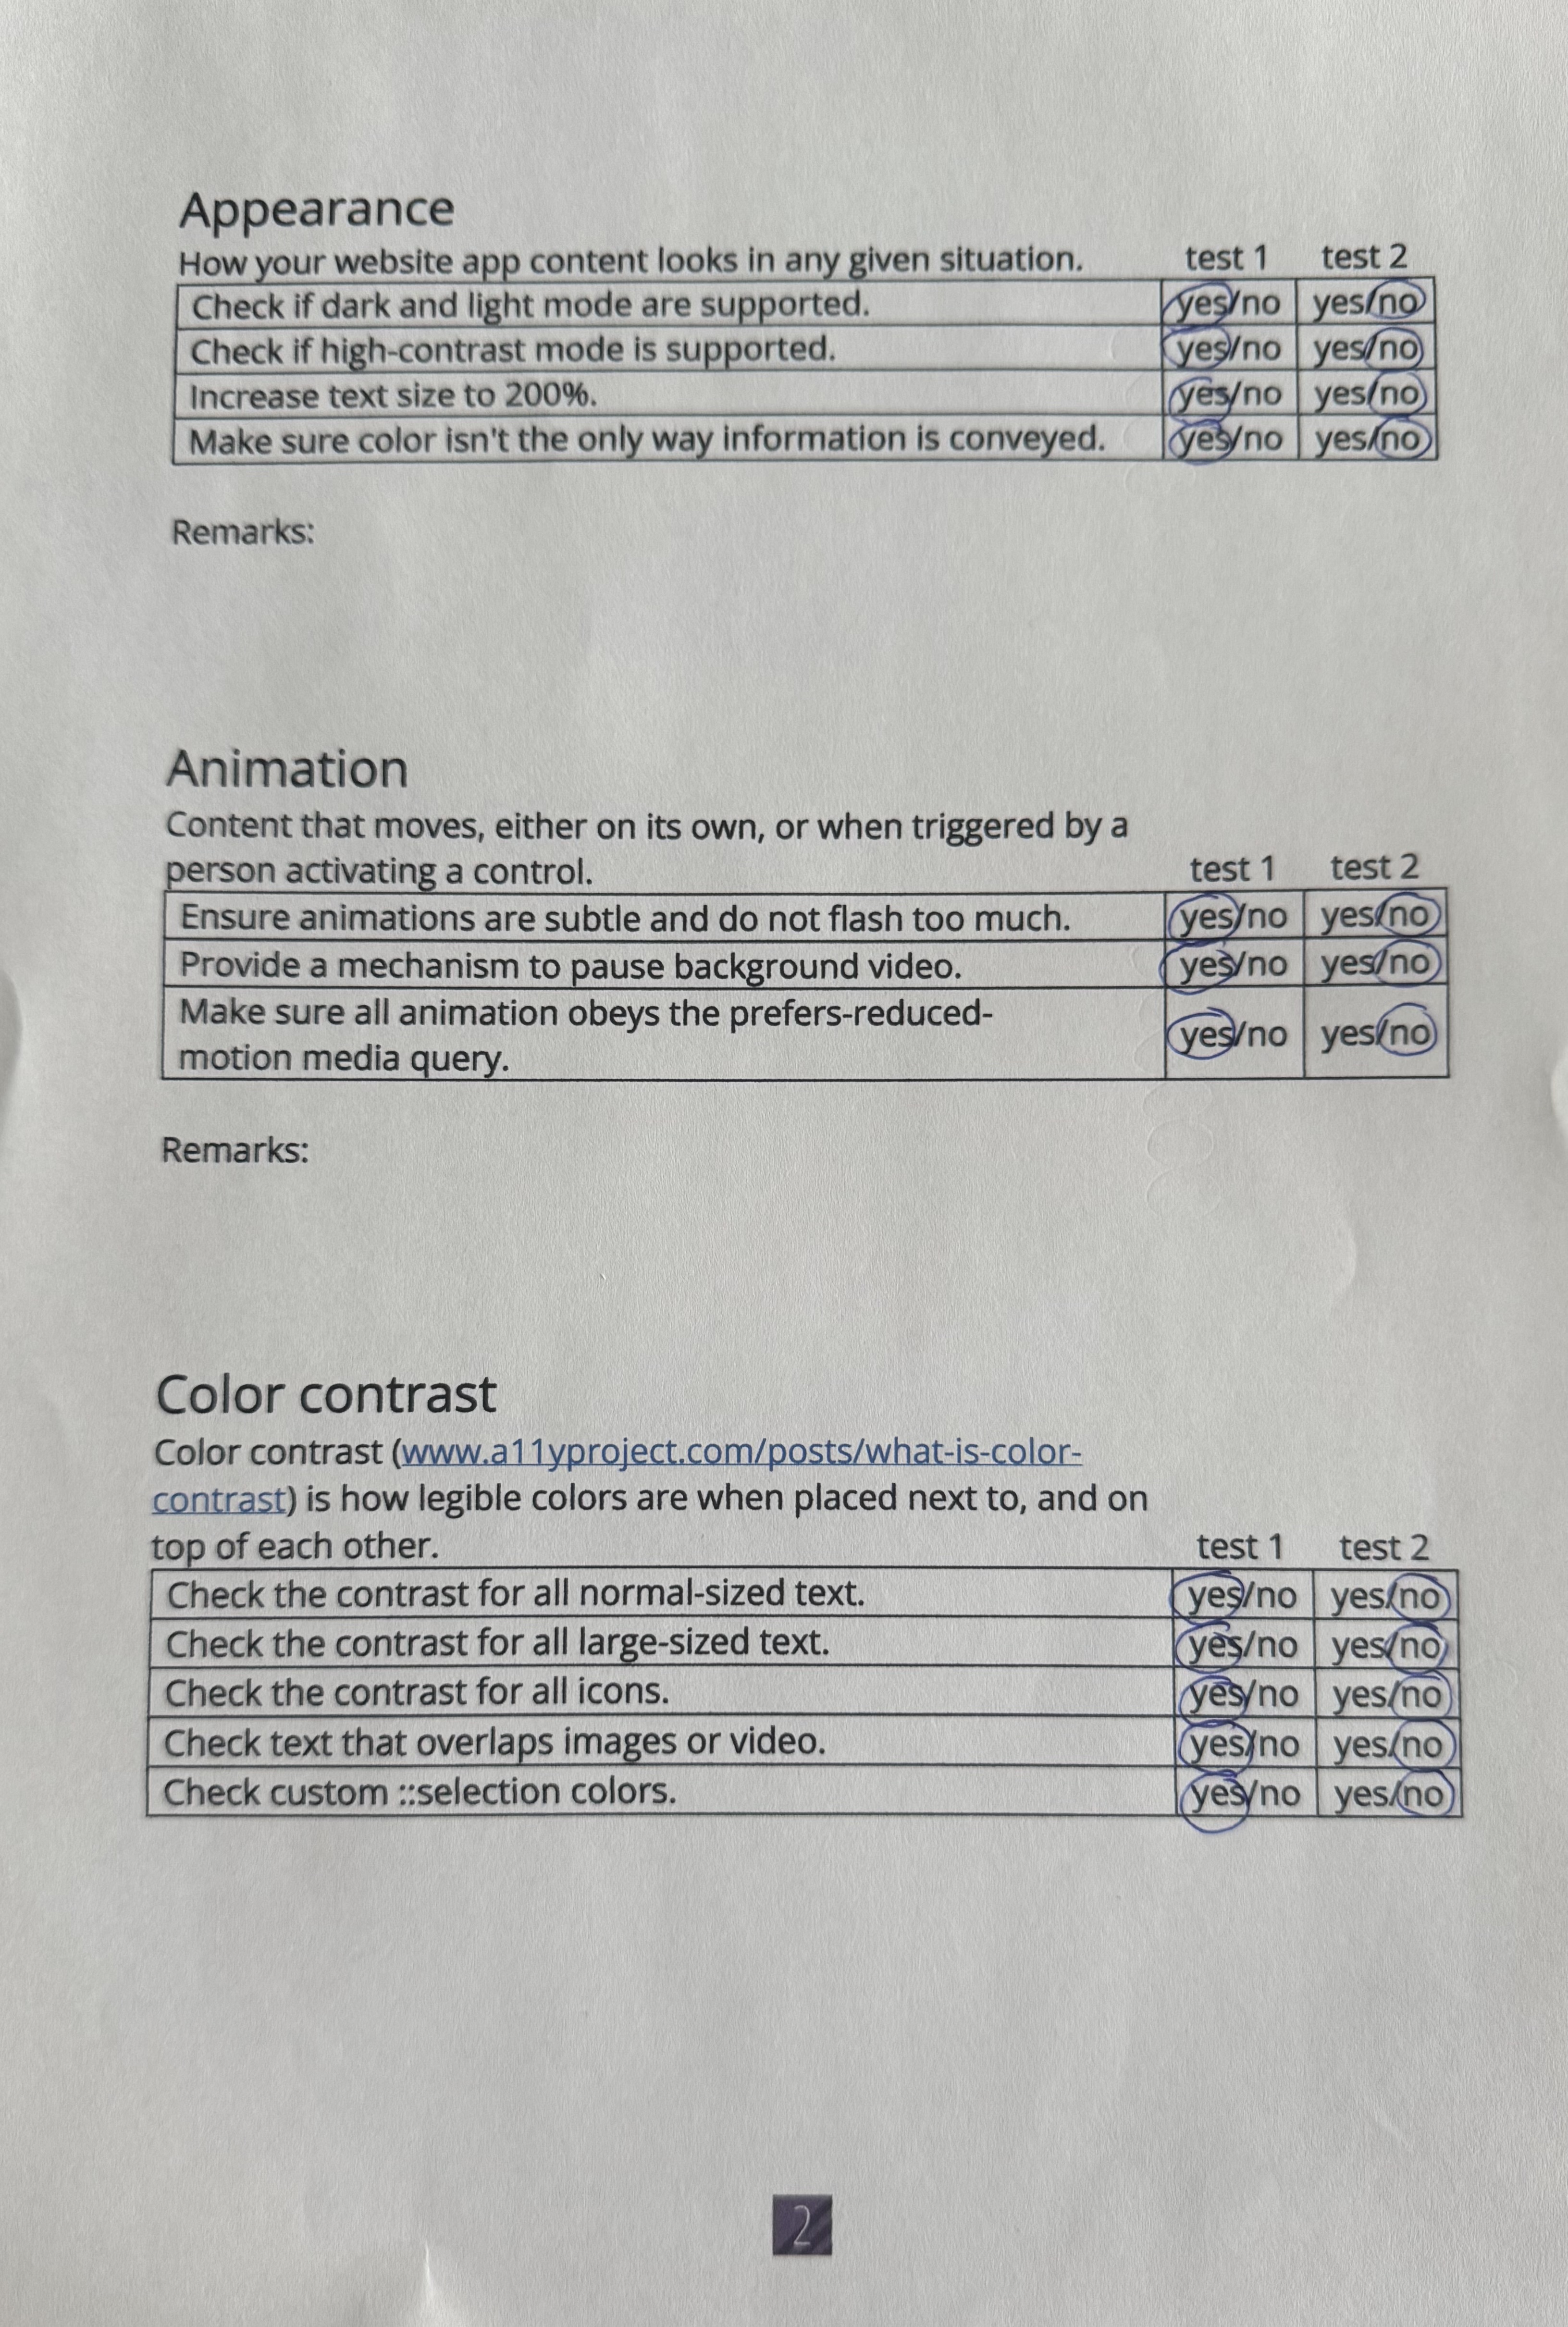 Appearance
How your website app content looks in any given situation. test 1 test 2
Check if dark and light mode are supported. yes/no yes/no
Check if high-contrast mode is supported. yes/no yes/no
Increase text size to 200%. yes/no yes/no
Make sure color isn't the only way information is conveyed. yes/no yes/no
Remarks:
Animation
Content that moves, either on its own, or when triggered by a
person activating a control. test 1 test 2
Ensure animations are subtle and do not flash too much. yes/no yes/no
Provide a mechanism to pause background video. yes/no yes/no
Make sure all animation obeys the prefers-reduced-
motion media query. yes/no yes/no
Remarks:
Color contrast
Color contrast (www.a11yproject.com/posts/what-is-color-
contrast) is how legible colors are when placed next to, and on
top of each other. test 1 test 2
Check the contrast for all normal-sized text. yes/no yes/no
Check the contrast for all large-sized text. yes/no yes/no
Check the contrast for all icons. yes/no yes/no
Check text that overlaps images or video. yes/no yes/no
Check custom ::selection colors. yes/no yes/no
2